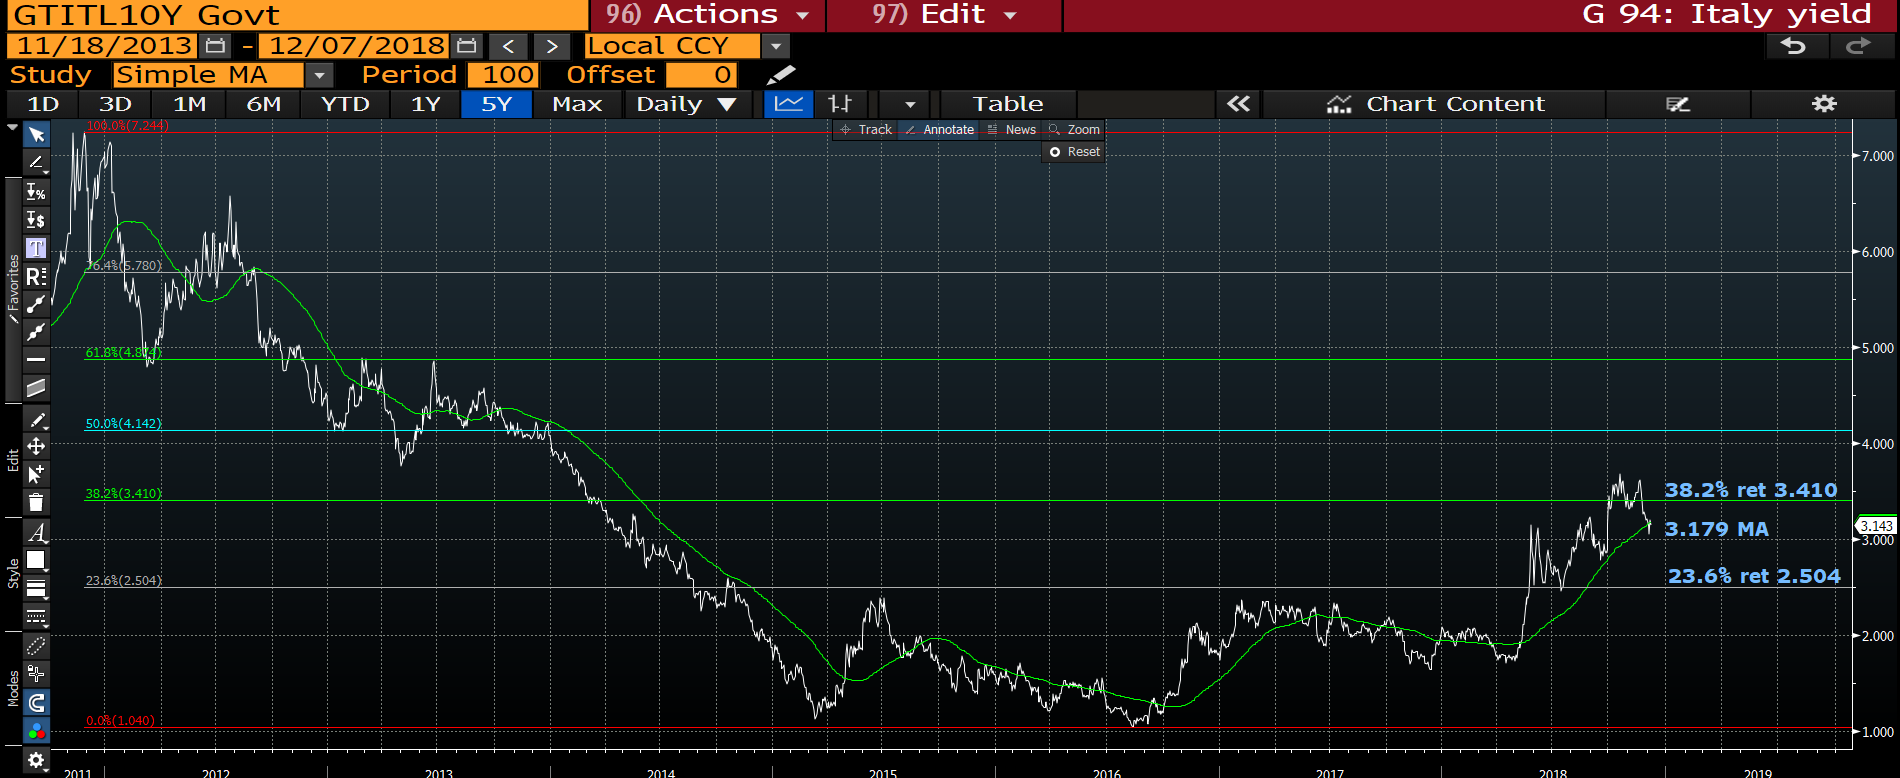 GTITL10Y Govt 96) Actions 97) Edit G 94: Italy yield
11/18/2013 - 12/07/2018 < > Local CCY
Study Simple MA Period 100 Offset 0
1D 3D 1M 6M YTD 1Y 5Y Max Daily Table Chart Content
Track Annotate News Zoom
Reset
100.0%(7.244)
7.000
6.000
76.4%(5.780)
5.000
61.8%(4.874)
50.0%(4.142)
4.000
38.2%(3.410)
38.2% ret 3.410
3.143
3.179 MA
3.000
23.6%(2.504)
23.6% ret 2.504
2.000
0.0%(1.040)
1.000
2011 2012 2013 2014 2015 2016 2017 2018 2019
Favorites
Edit
Style
Modes
%
$
T
R
A